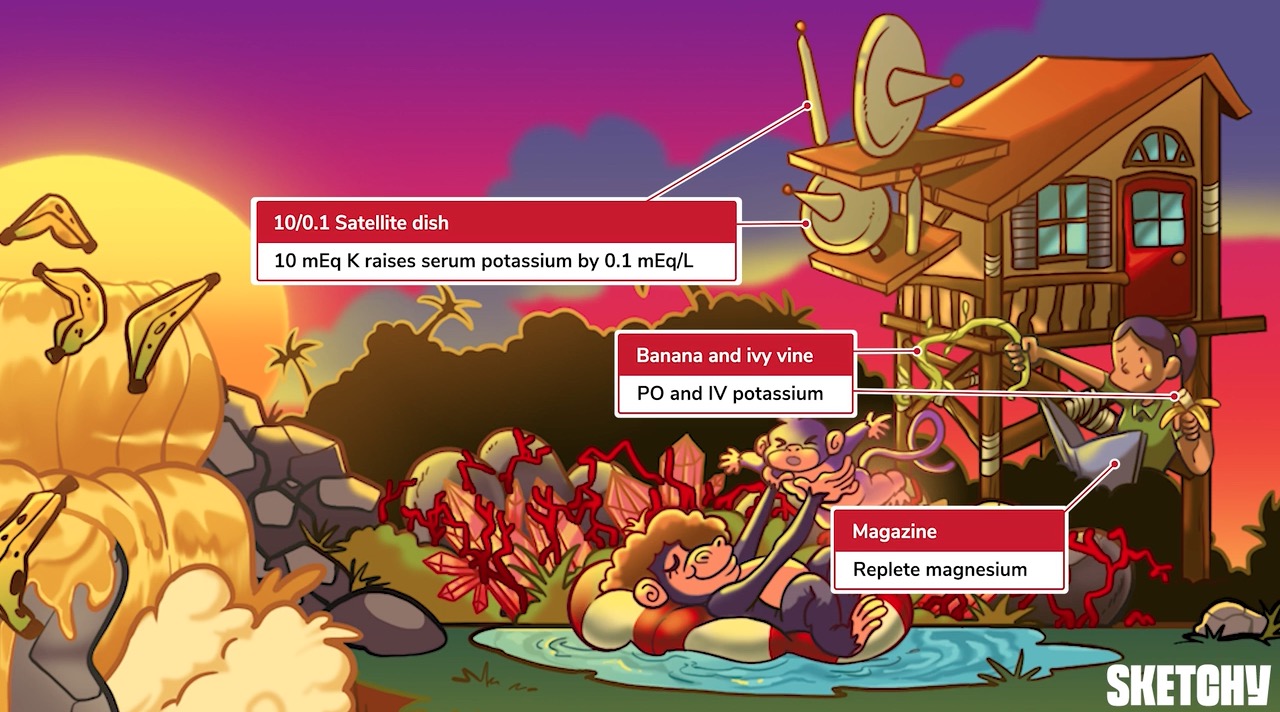 10/0.1 Satellite dish
10 mEq K raises serum potassium by 0.1 mEq/L
Banana and ivy vine
PO and IV potassium
Magazine
Replete magnesium
SKETCHY